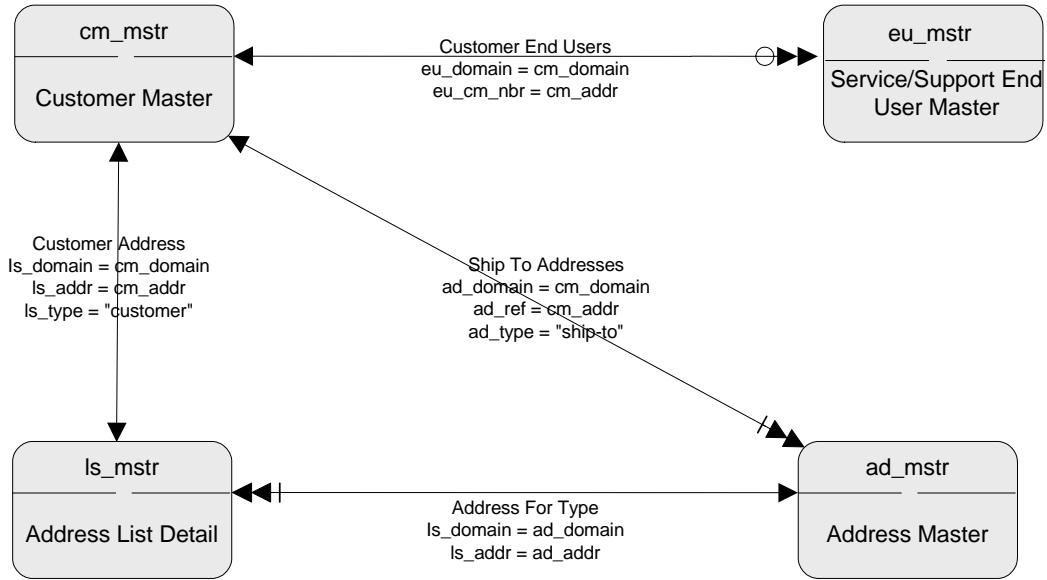 cm_mstr
Customer Master
Customer End Users
eu_domain = cm_domain
eu_cm_nbr = cm_addr
eu_mstr
Service/Support End
User Master
Customer Address
ls_domain = cm_domain
ls_addr = cm_addr
ls_type = "customer"
Ship To Addresses
ad_domain = cm_domain
ad_ref = cm_addr
ad_type = "ship-to"
ls_mstr
Address List Detail
Address For Type
ls_domain = ad_domain
ls_addr = ad_addr
ad_mstr
Address Master